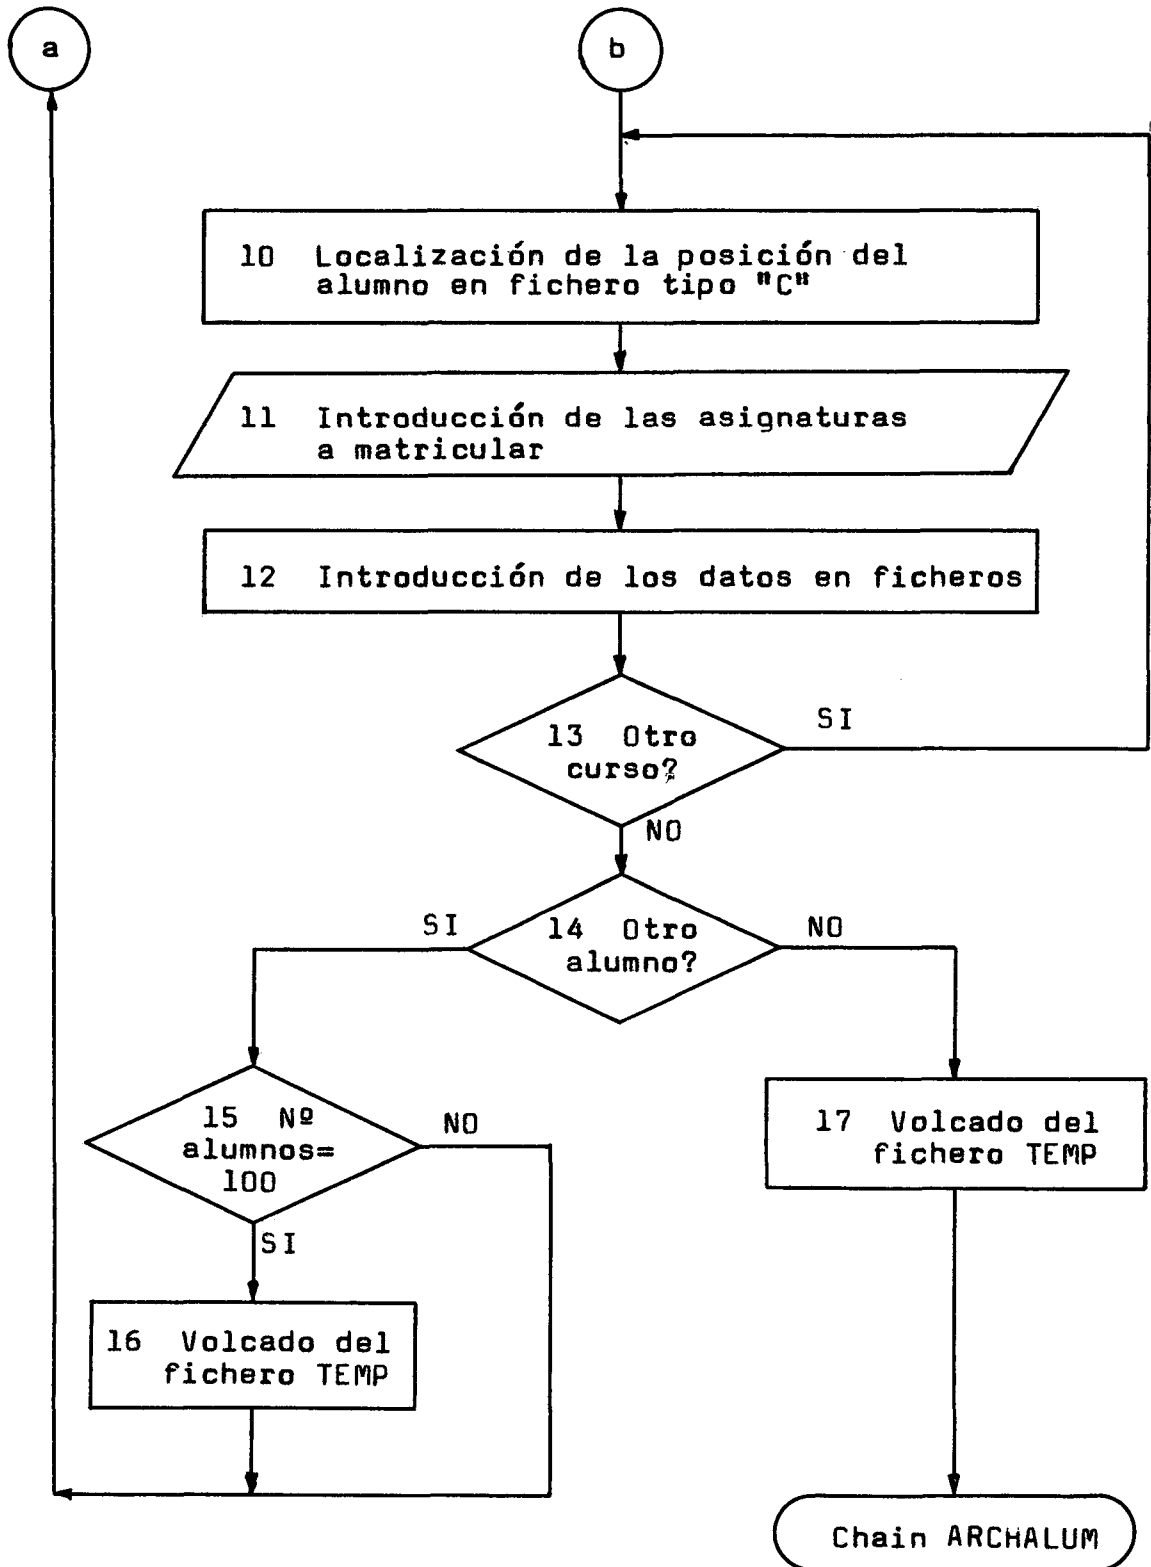 a
b
10 Localización de la posición del
alumno en fichero tipo "C"
11 Introducción de las asignaturas
a matricular
12 Introducción de los datos en ficheros
13 Otro
curso?
SI
NO
14 Otro
alumno?
SI
NO
15 Nº
alumnos=
100
NO
SI
16 Volcado del
fichero TEMP
17 Volcado del
fichero TEMP
Chain ARCHALUM